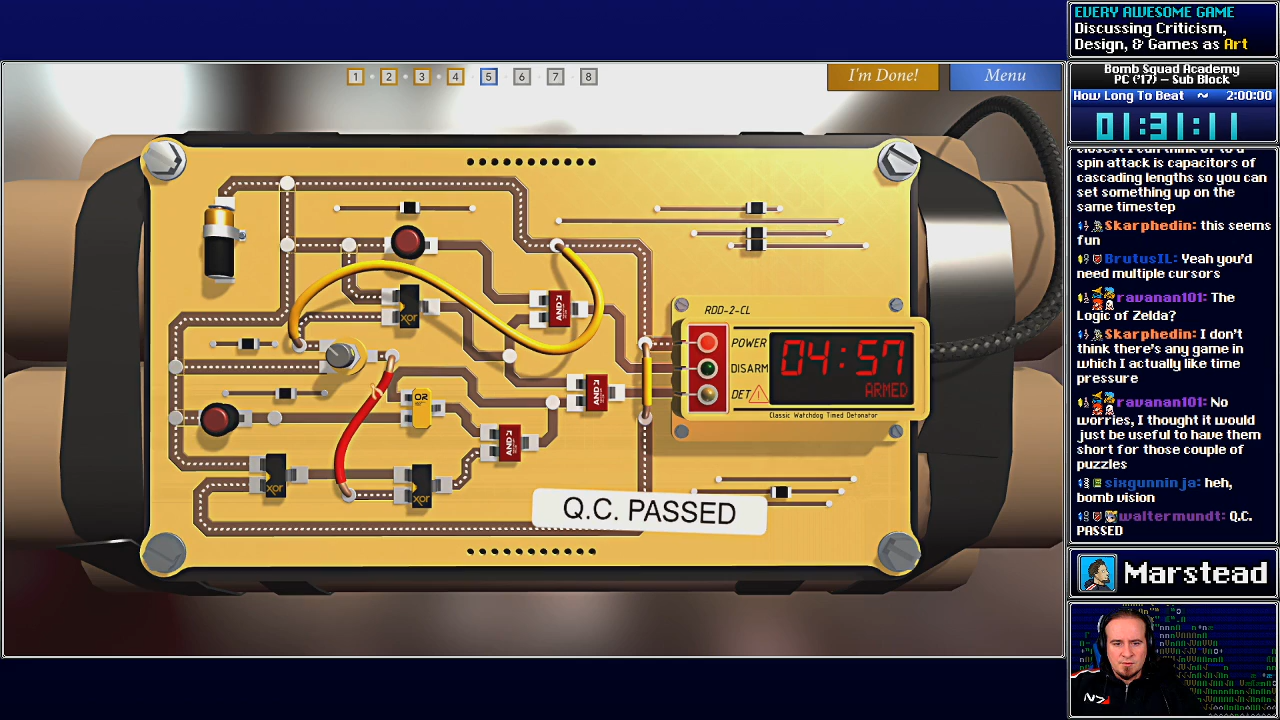 1 2 3 4 5 6 7 8
I'm Done!
Menu
RDD-2-CL
POWER
DISARM
DET
04:57
ARMED
Classic Watchdog Timed Detonator
XOR
AND
AND
OR
AND
XOR
XOR
Q.C. PASSED
EVERY AWESOME GAME
Discussing Criticism,
Design, & Games as Art
Bomb Squad Academy
PC ('17) – Sub Block
How Long To Beat ~ 2:00:00
01:31:11
closest I can think of to a
spin attack is capacitors of
cascading lengths so you can
set something up on the
same timestep
Skarphedin: this seems
fun
BrutusIL: Yeah you'd
need multiple cursors
ravanan101: The
Logic of Zelda?
Skarphedin: I don't
think there's any game in
which I actually like time
pressure
ravanan101: No
worries, I thought it would
just be useful to have them
short for those couple of
puzzles
sixgunninja: heh,
bomb vision
waltermundt: Q.C.
PASSED
Marstead